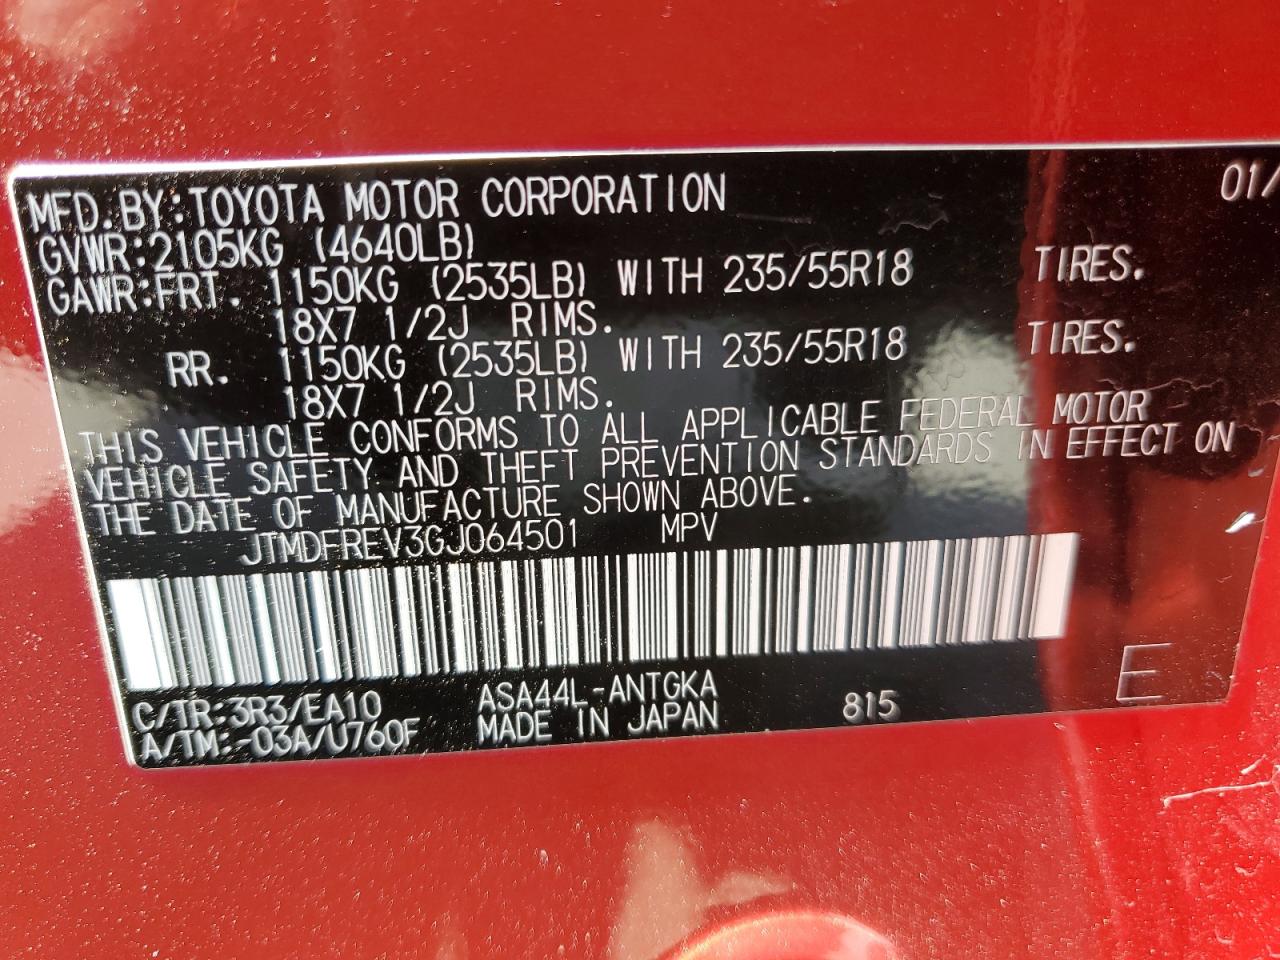 MFD.BY:TOYOTA MOTOR CORPORATION 01/
GVWR:2105KG (4640LB)
GAWR:FRT. 1150KG (2535LB) WITH 235/55R18 TIRES.
18X7 1/2J RIMS.
RR. 1150KG (2535LB) WITH 235/55R18 TIRES.
18X7 1/2J RIMS.
THIS VEHICLE CONFORMS TO ALL APPLICABLE FEDERAL MOTOR
VEHICLE SAFETY AND THEFT PREVENTION STANDARDS IN EFFECT ON
THE DATE OF MANUFACTURE SHOWN ABOVE.
JTMDFREV3GJ064501 MPV
C/TR:3R3/EA10 ASA44L-ANTGKA 815 E
A/TM:-03A/U760F MADE IN JAPAN